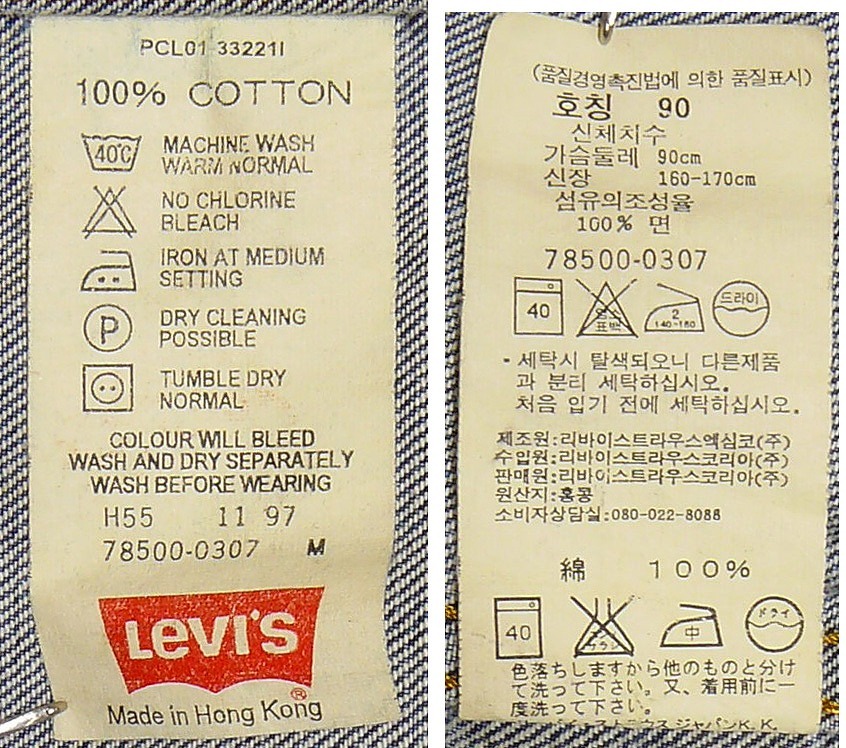 PCL01 33221I
100% COTTON
40℃
MACHINE WASH
WARM NORMAL
NO CHLORINE
BLEACH
IRON AT MEDIUM
SETTING
P
DRY CLEANING
POSSIBLE
TUMBLE DRY
NORMAL
COLOUR WILL BLEED
WASH AND DRY SEPARATELY
WASH BEFORE WEARING
H55 11 97
78500-0307 M
LEVI'S
®
Made in Hong Kong
(품질경영촉진법에 의한 품질표시)
호칭 90
신체치수
가슴둘레 90cm
신장 160-170cm
섬유의조성율
100% 면
78500-0307
40
염소
표백
2
140-160
드라이
·세탁시 탈색되오니 다른제품
과 분리 세탁하십시오.
처음 입기 전에 세탁하십시오.
제조원:리바이스트라우스엑심코(주)
수입원:리바이스트라우스코리아(주)
판매원:리바이스트라우스코리아(주)
원산지:홍콩
소비자상담실:080-022-8088
綿 100%
40
中
ドライ
色落ちしますから他のものと分け
て洗って下さい。又、着用前に一
度洗って下さい。
ジャパンK.K.